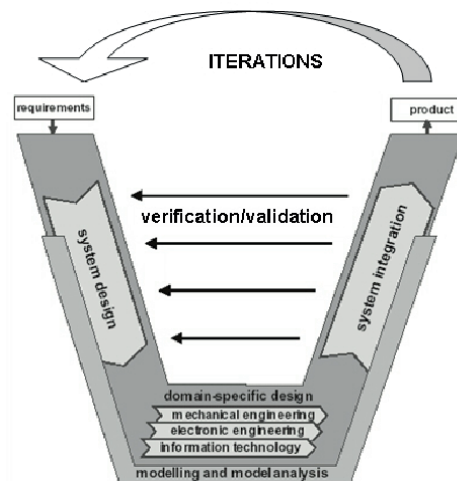 ITERATIONS
requirements
product
verification/validation
system design
system integration
domain-specific design
mechanical engineering
electronic engineering
information technology
modelling and model analysis